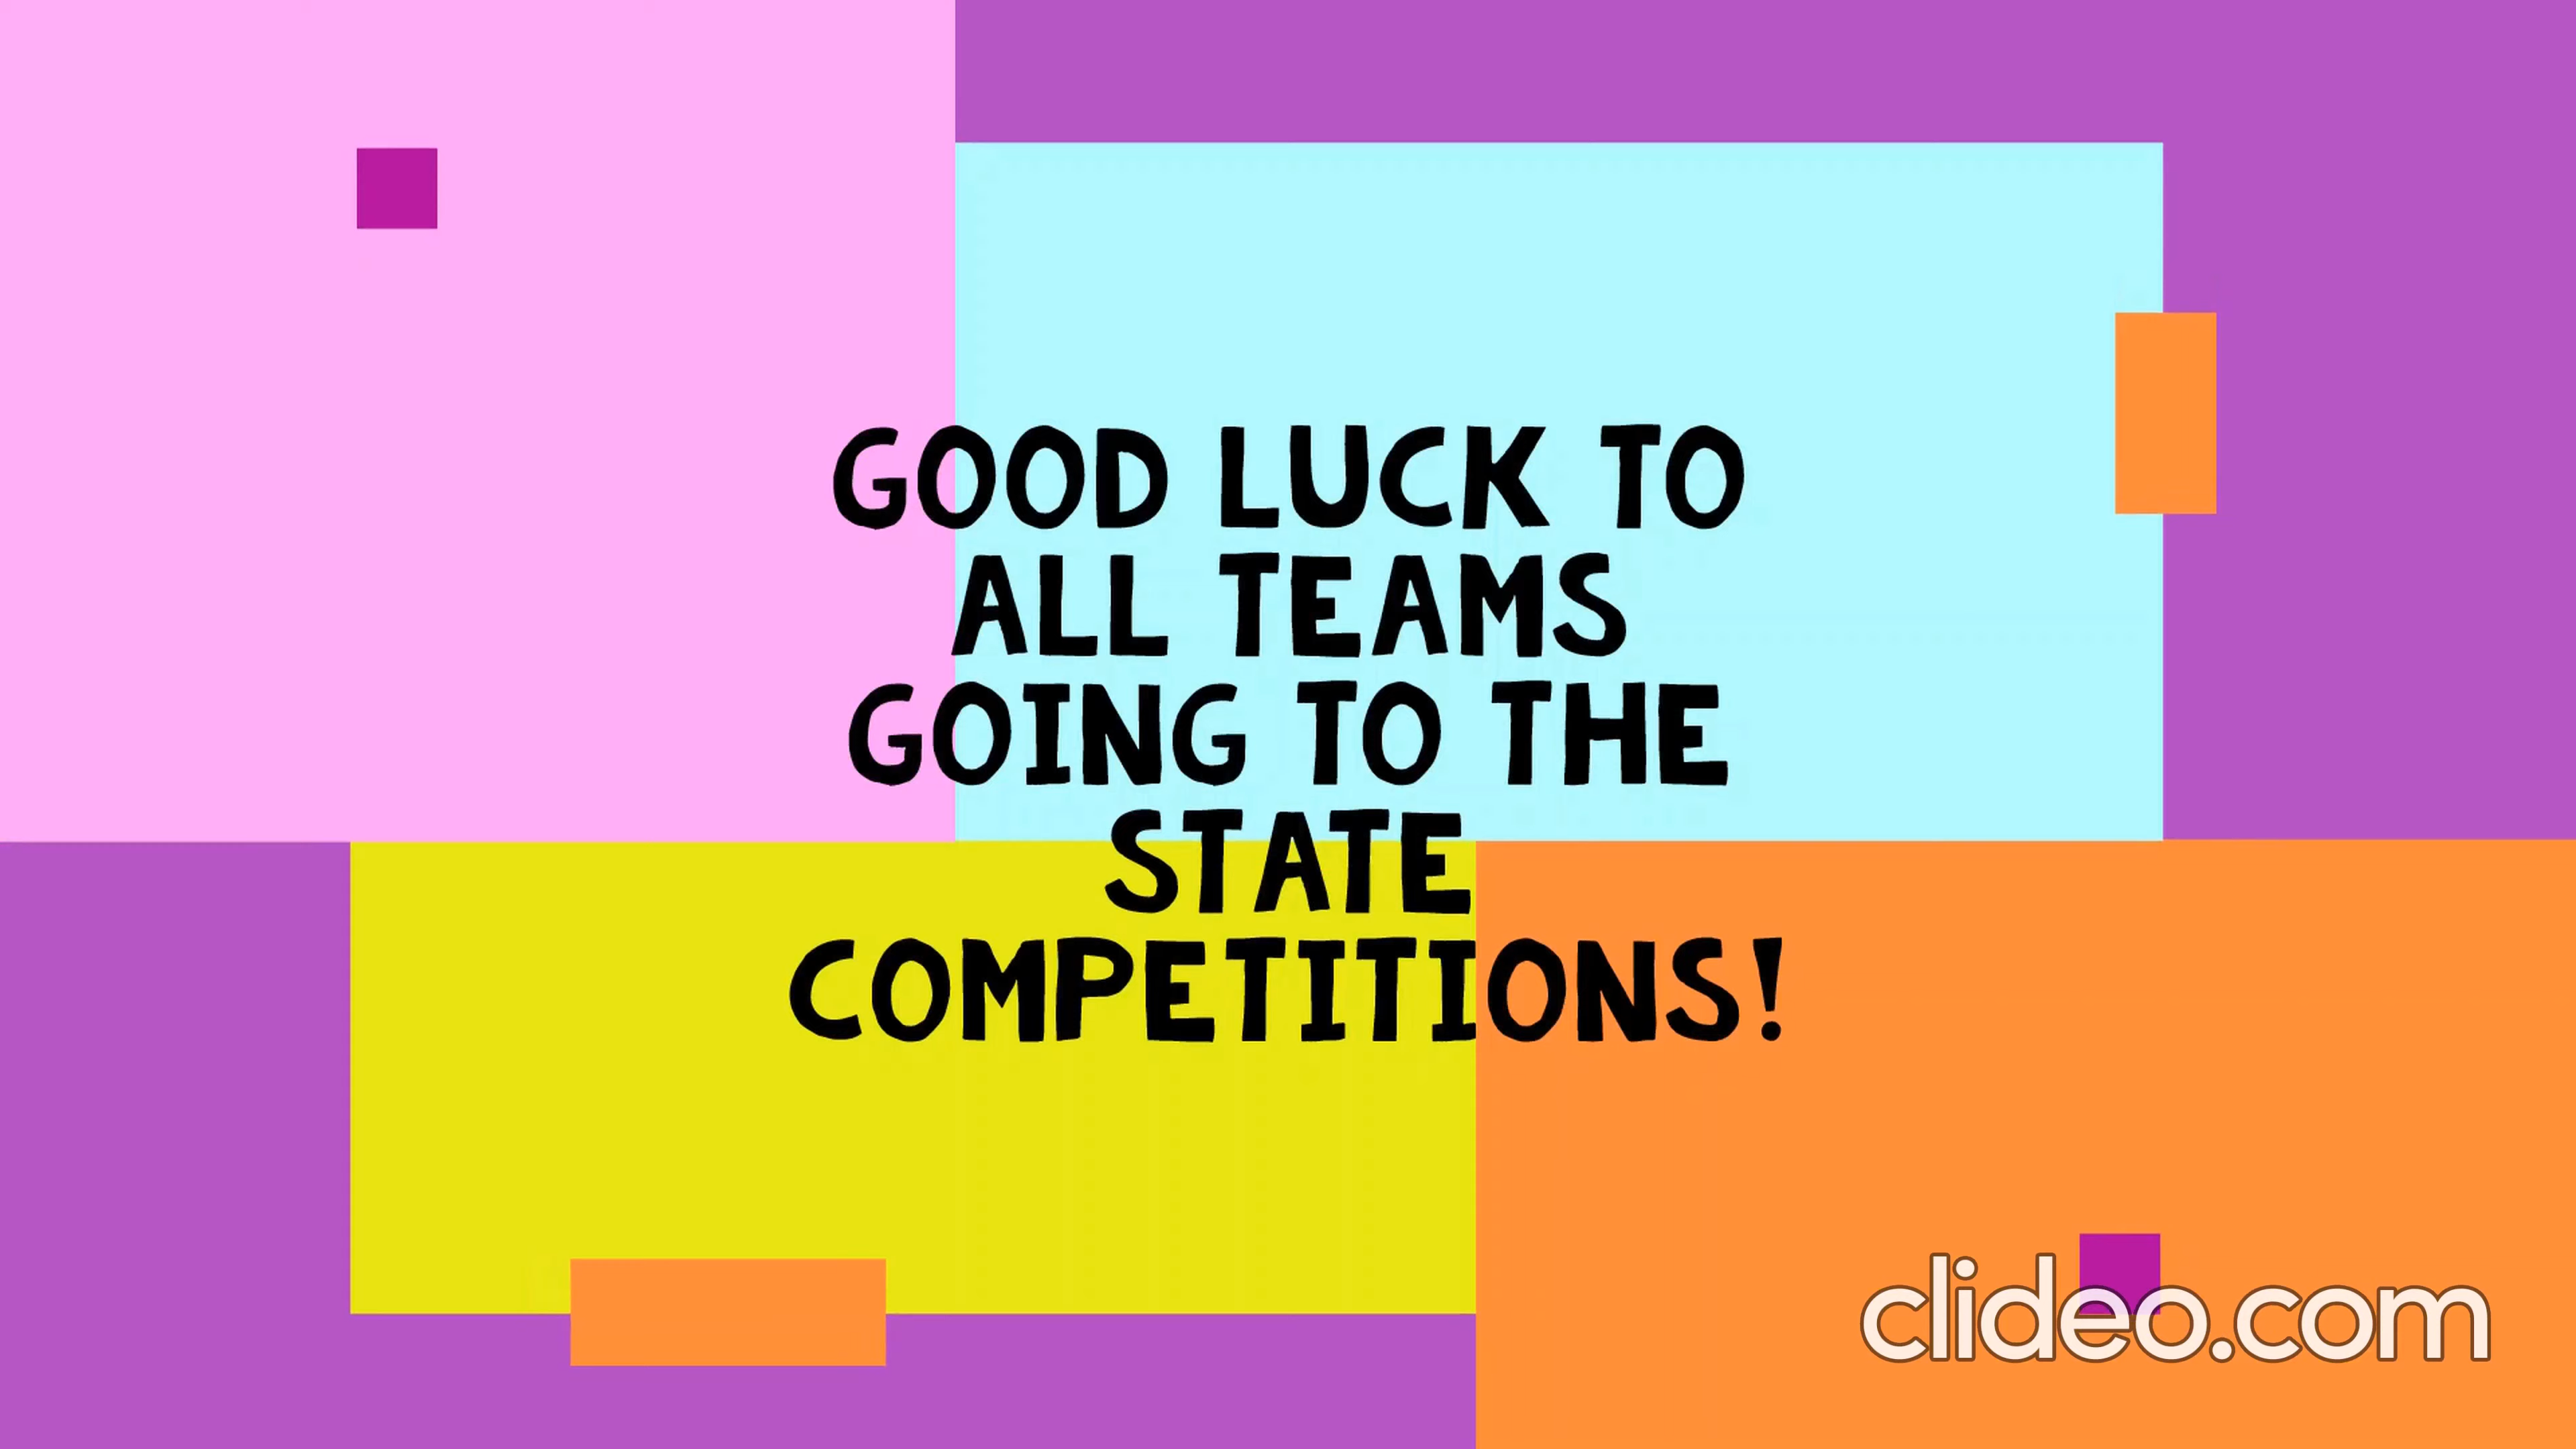 GOOD LUCK TO
ALL TEAMS
GOING TO THE
STATE
COMPETITIONS!
clideo.com